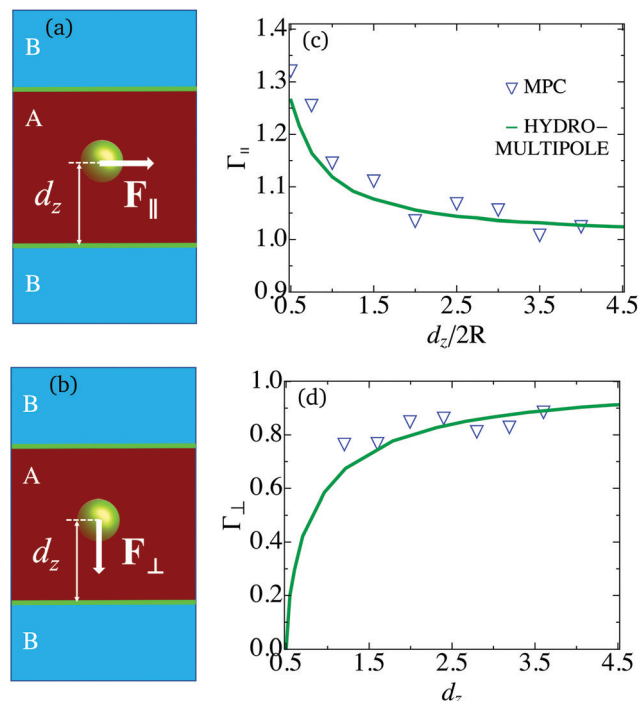 (a)
B
A
d_z
F_∥
B
(c)
1.4
1.3
1.2
1.1
1.0
0.9
Γ_∥
▽ MPC
— HYDRO-
MULTIPOLE
0.5 1.5 2.5 3.5 4.5
d_z/2R
(b)
B
A
d_z
F_⊥
B
(d)
1.0
0.8
0.6
0.4
0.2
0.0
Γ_⊥
0.5 1.5 2.5 3.5 4.5
d_z